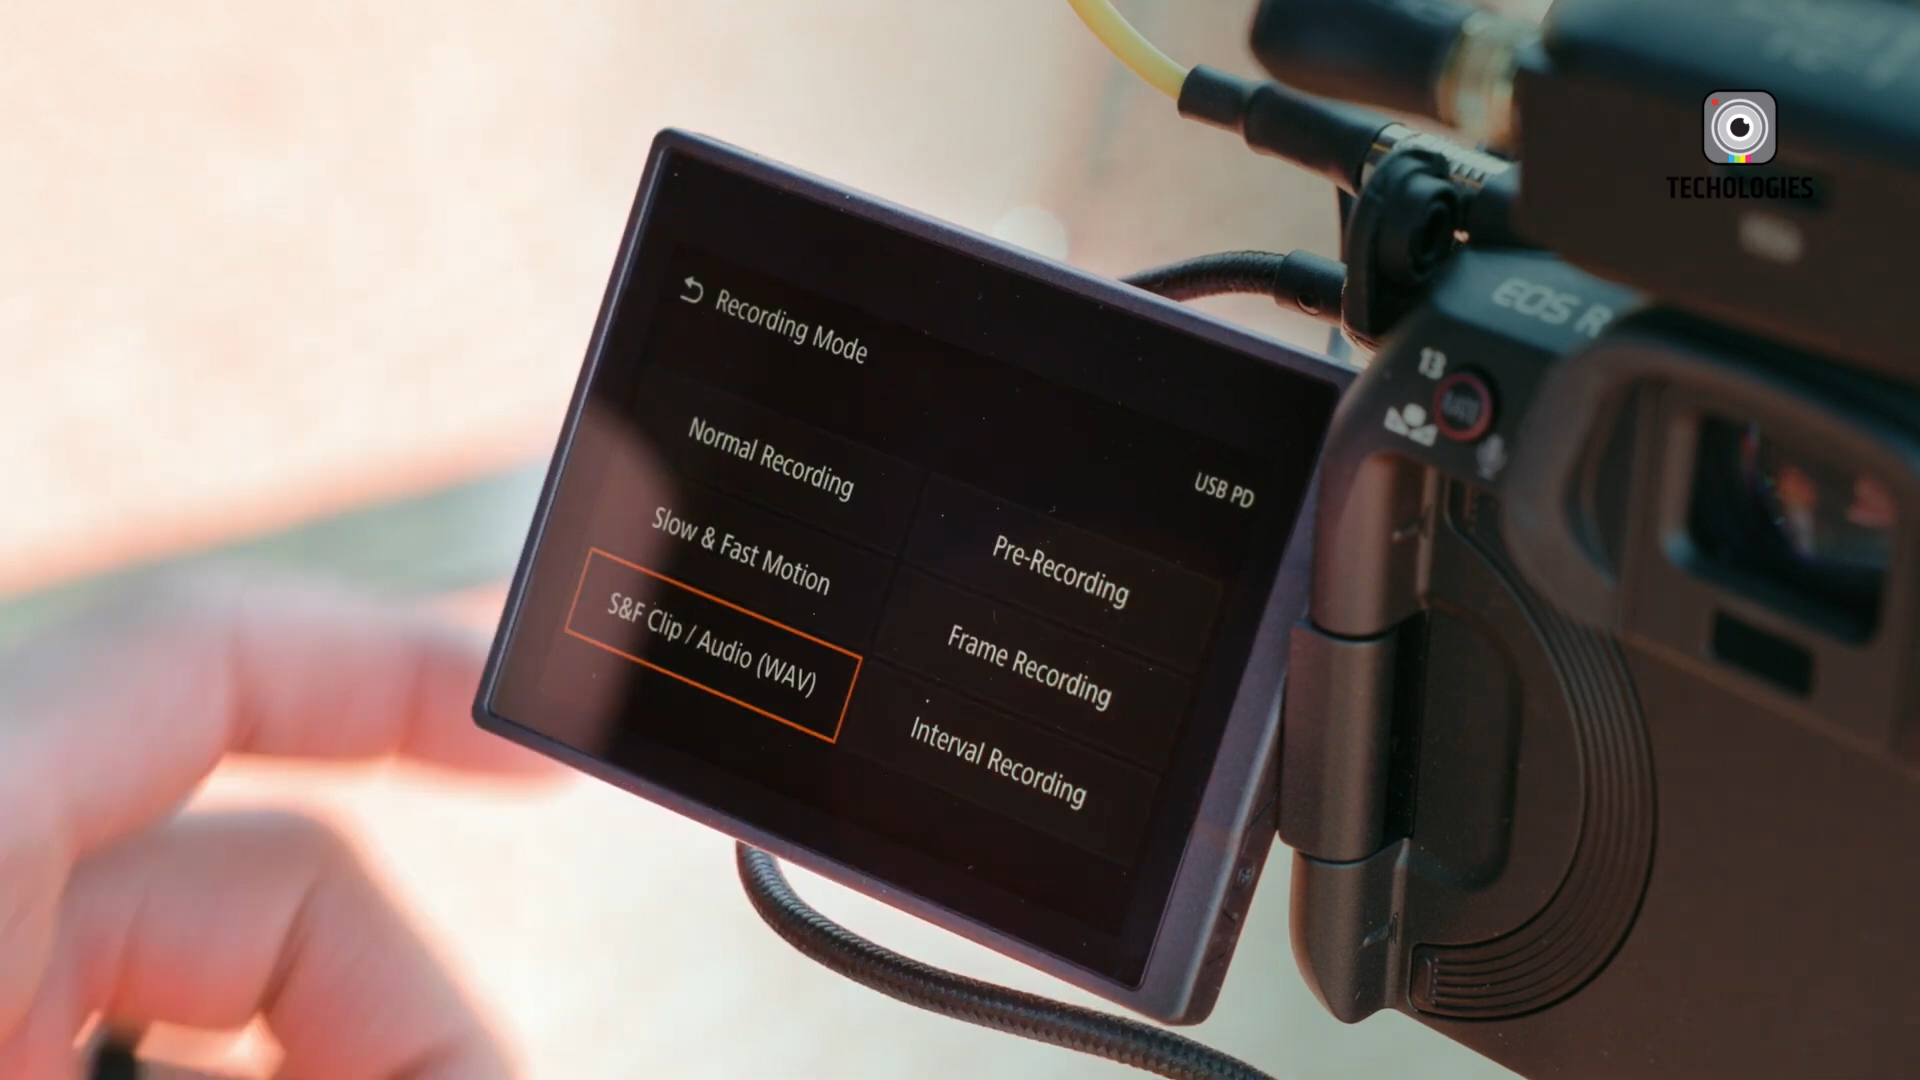 TECHOLOGIES
EOS R
13
Recording Mode
USB PD
Normal Recording
Pre-Recording
Slow & Fast Motion
Frame Recording
S&F Clip / Audio (WAV)
Interval Recording